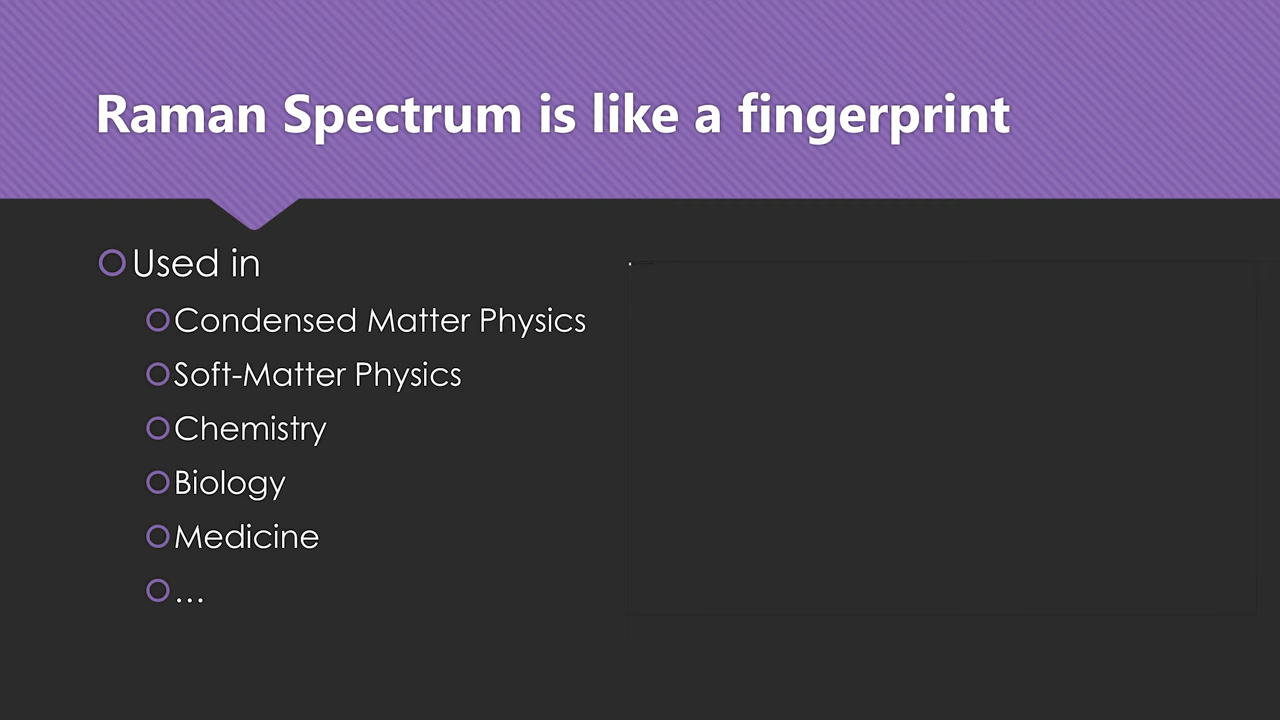 Raman Spectrum is like a fingerprint
Used in
Condensed Matter Physics
Soft-Matter Physics
Chemistry
Biology
Medicine
…